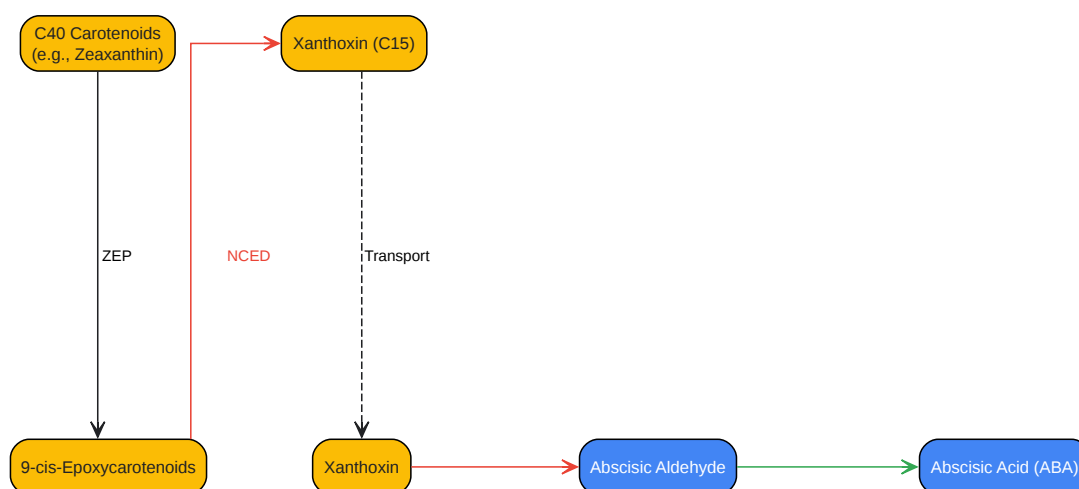 C40 Carotenoids
(e.g., Zeaxanthin)
Xanthoxin (C15)
ZEP
NCED
Transport
9-cis-Epoxycarotenoids
Xanthoxin
Abscisic Aldehyde
Abscisic Acid (ABA)